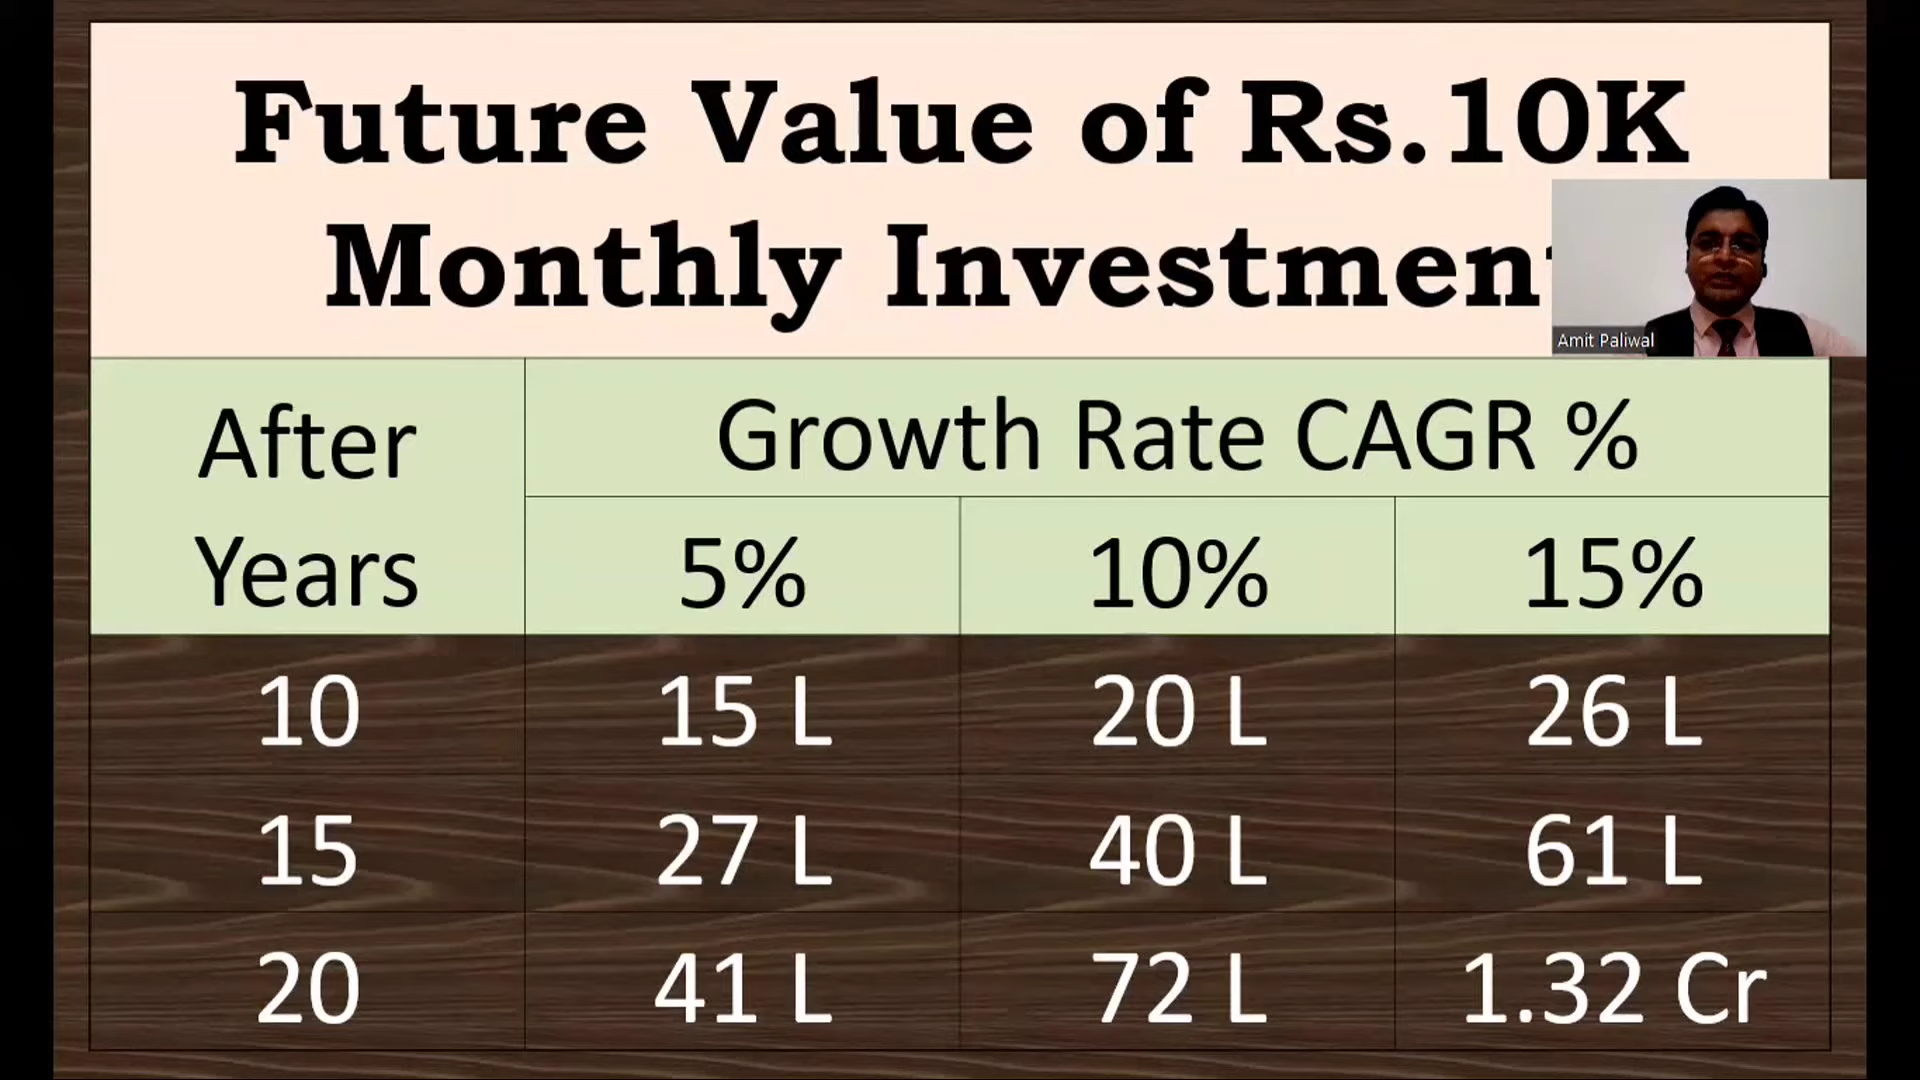 Future Value of Rs.10K
Monthly Investment
Amit Paliwal
After
Years
Growth Rate CAGR %
5% 10% 15%
10 15 L 20 L 26 L
15 27 L 40 L 61 L
20 41 L 72 L 1.32 Cr